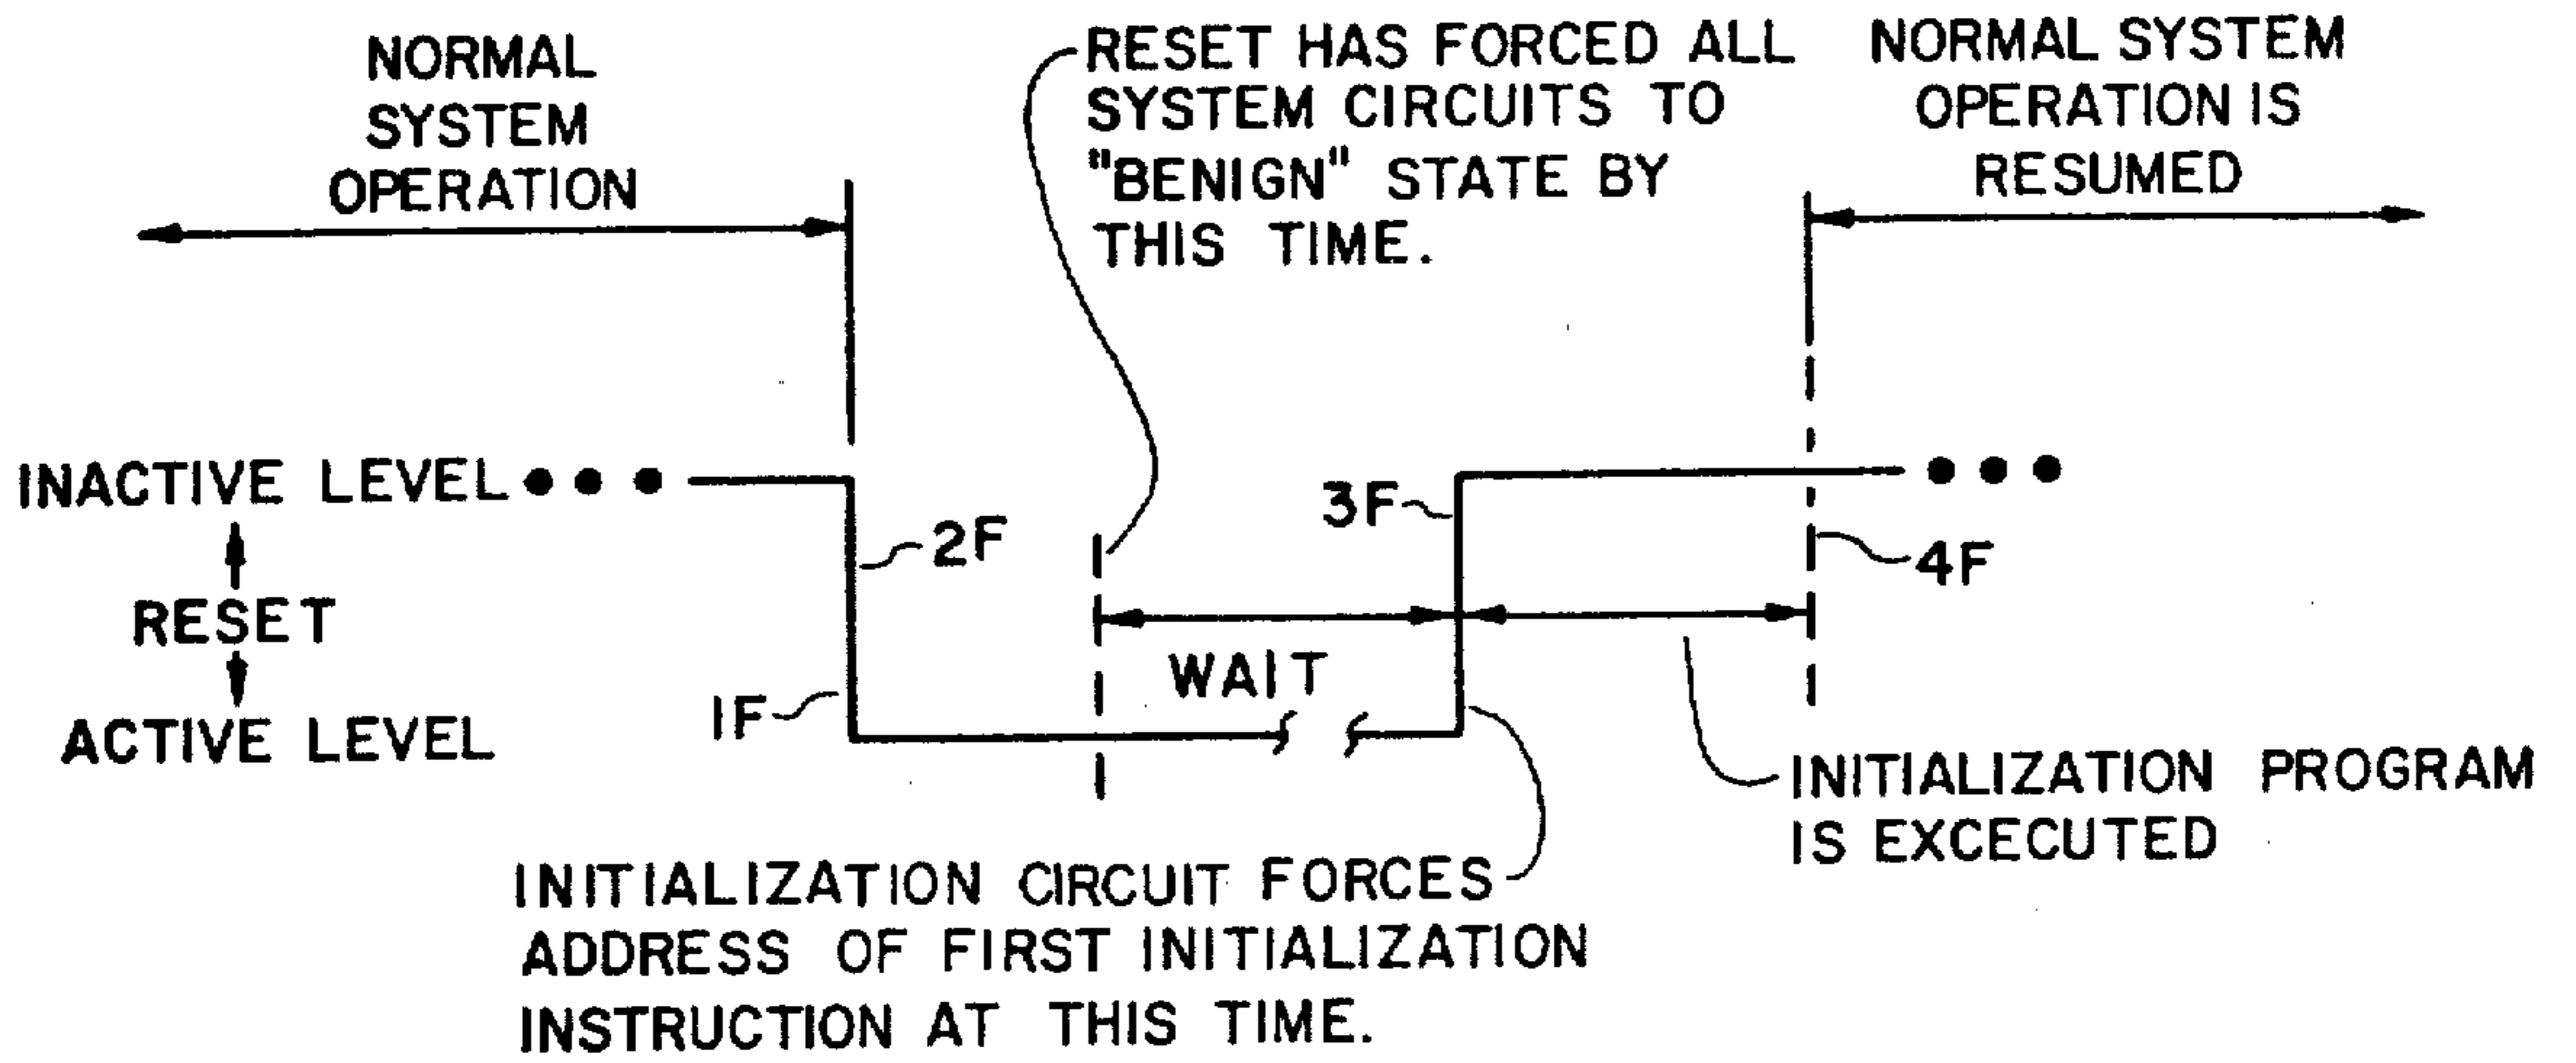 NORMAL
SYSTEM
OPERATION
RESET HAS FORCED ALL
SYSTEM CIRCUITS TO
"BENIGN" STATE BY
THIS TIME.
NORMAL SYSTEM
OPERATION IS
RESUMED
INACTIVE LEVEL
RESET
ACTIVE LEVEL
2F
1F
WAIT
3F
4F
INITIALIZATION PROGRAM
IS EXCECUTED
INITIALIZATION CIRCUIT FORCES
ADDRESS OF FIRST INITIALIZATION
INSTRUCTION AT THIS TIME.